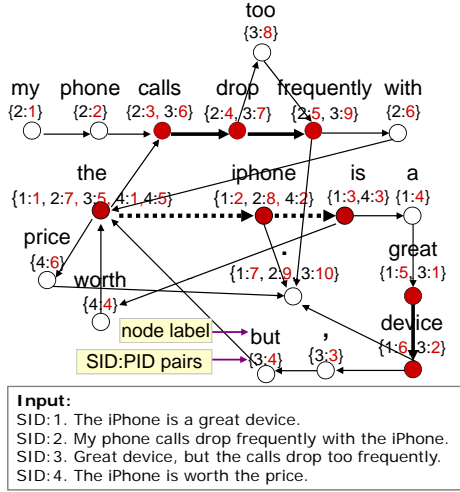 too
{3:8}
my phone calls drop frequently with
{2:1} {2:2} {2:3, 3:6} {2:4, 3:7} {2:5, 3:9} {2:6}
the iphone is a
{1:1, 2:7, 3:5, 4:1, 4:5} {1:2, 2:8, 4:2} {1:3,4:3} {1:4}
price . great
{4:6} {1:7, 2:9, 3:10} {1:5, 3:1}
worth
{4:4}
node label but , device
SID:PID pairs {3:4} {3:3} {1:6, 3:2}
Input:
SID:1. The iPhone is a great device.
SID:2. My phone calls drop frequently with the iPhone.
SID:3. Great device, but the calls drop too frequently.
SID:4. The iPhone is worth the price.